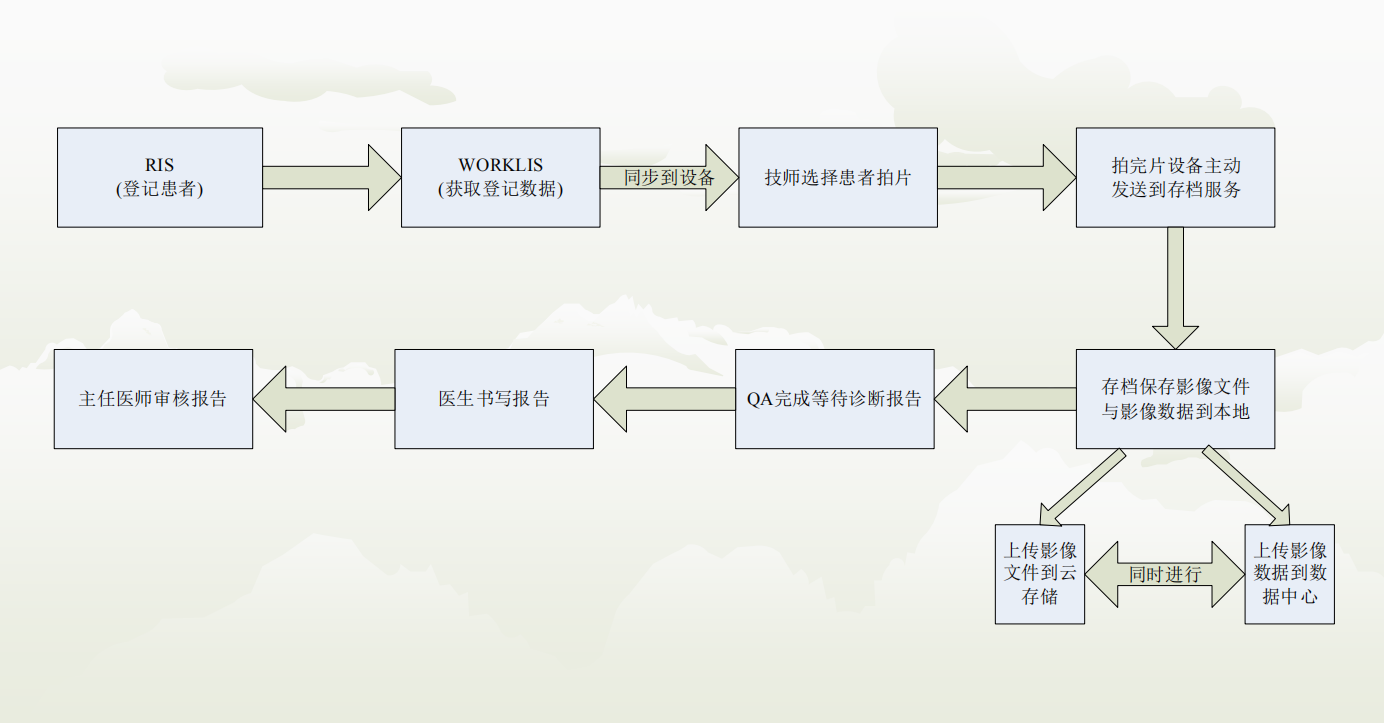 RIS
(登记患者)
WORKLIS
(获取登记数据)
同步到设备
技师选择患者拍片
拍完片设备主动
发送到存档服务
主任医师审核报告
医生书写报告
QA完成等待诊断报告
存档保存影像文件
与影像数据到本地
上传影像
文件到云
存储
同时进行
上传影像
数据到数
据中心